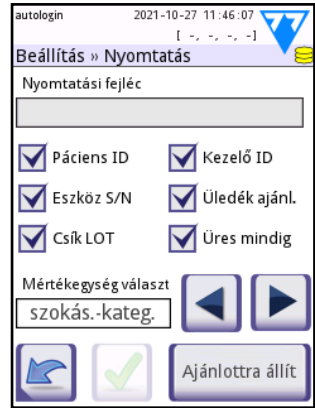 autologin 2021-10-27 11:46:07
[ -, -, -, -]
77
Beállítás » Nyomtatás
Nyomtatási fejléc
Páciens ID Kezelő ID
Eszköz S/N Üledék ajánl.
Csík LOT Üres mindig
Mértékegység választ
szokás.-kateg.
Ajánlottra állít